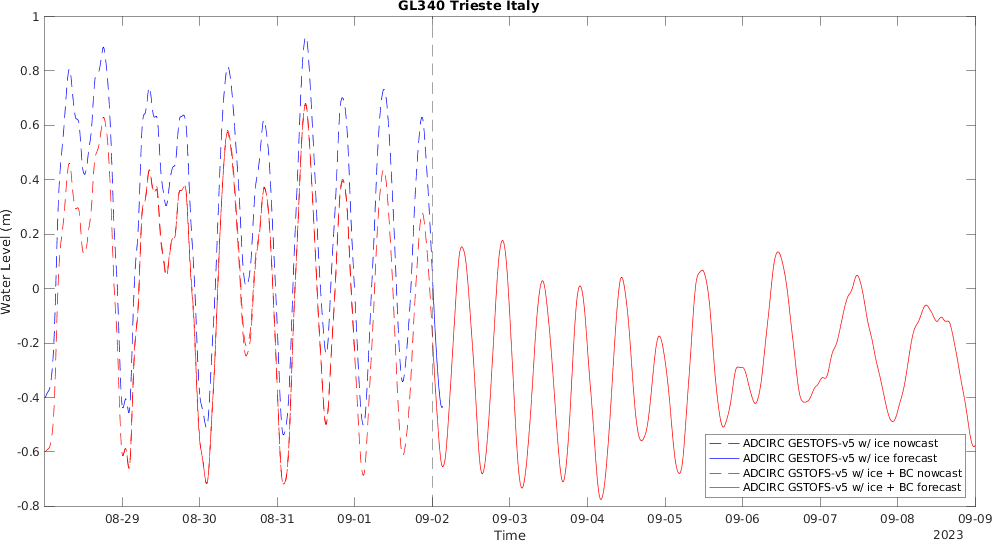 GL340 Trieste Italy
1
0.8
0.6
0.4
0.2
0
-0.2
-0.4
-0.6
-0.8
Water Level (m)
08-29 08-30 08-31 09-01 09-02 09-03 09-04 09-05 09-06 09-07 09-08 09-09
Time
2023
ADCIRC GESTOFS-v5 w/ ice nowcast
ADCIRC GESTOFS-v5 w/ ice forecast
ADCIRC GSTOFS-v5 w/ ice + BC nowcast
ADCIRC GSTOFS-v5 w/ ice + BC forecast